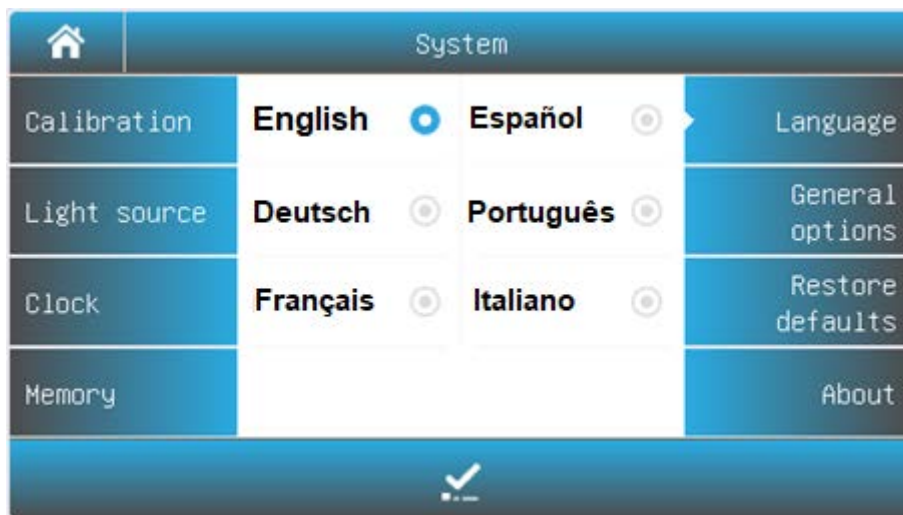 System
Calibration
English
Español
Language
Light source
Deutsch
Português
General
options
Clock
Français
Italiano
Restore
defaults
Memory
About